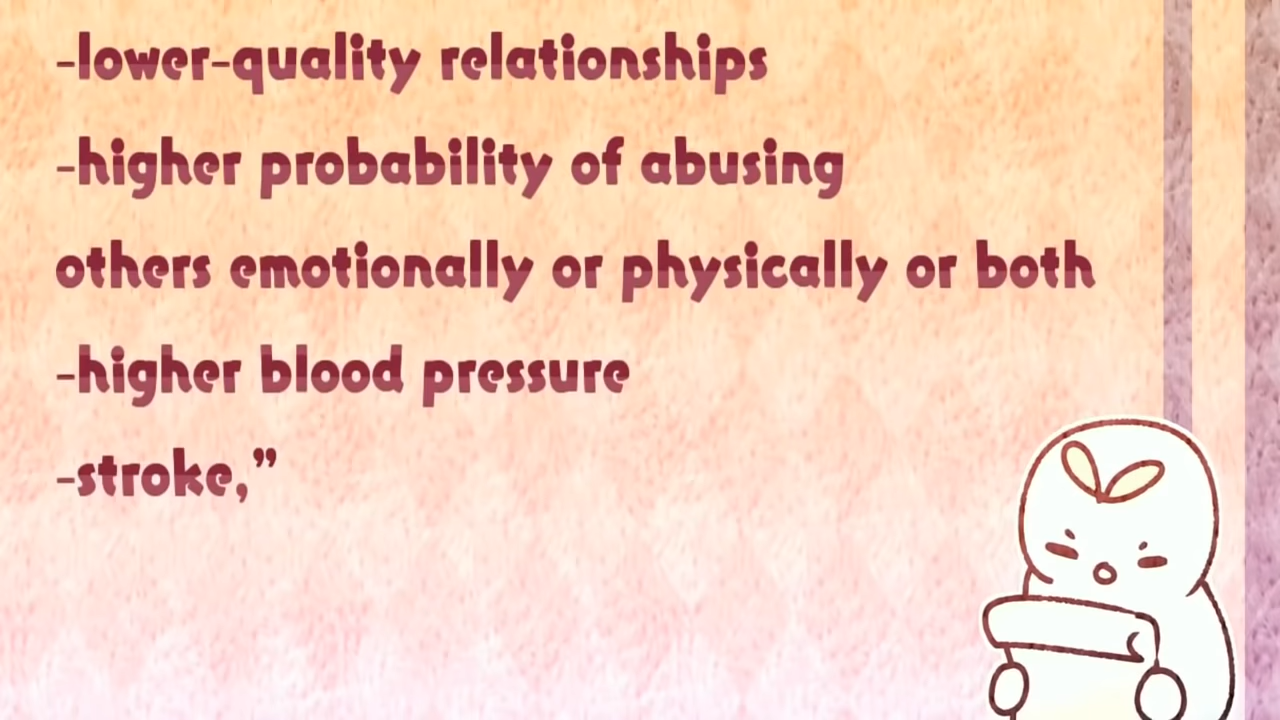 -lower-quality relationships
-higher probability of abusing
others emotionally or physically or both
-higher blood pressure
-stroke,”